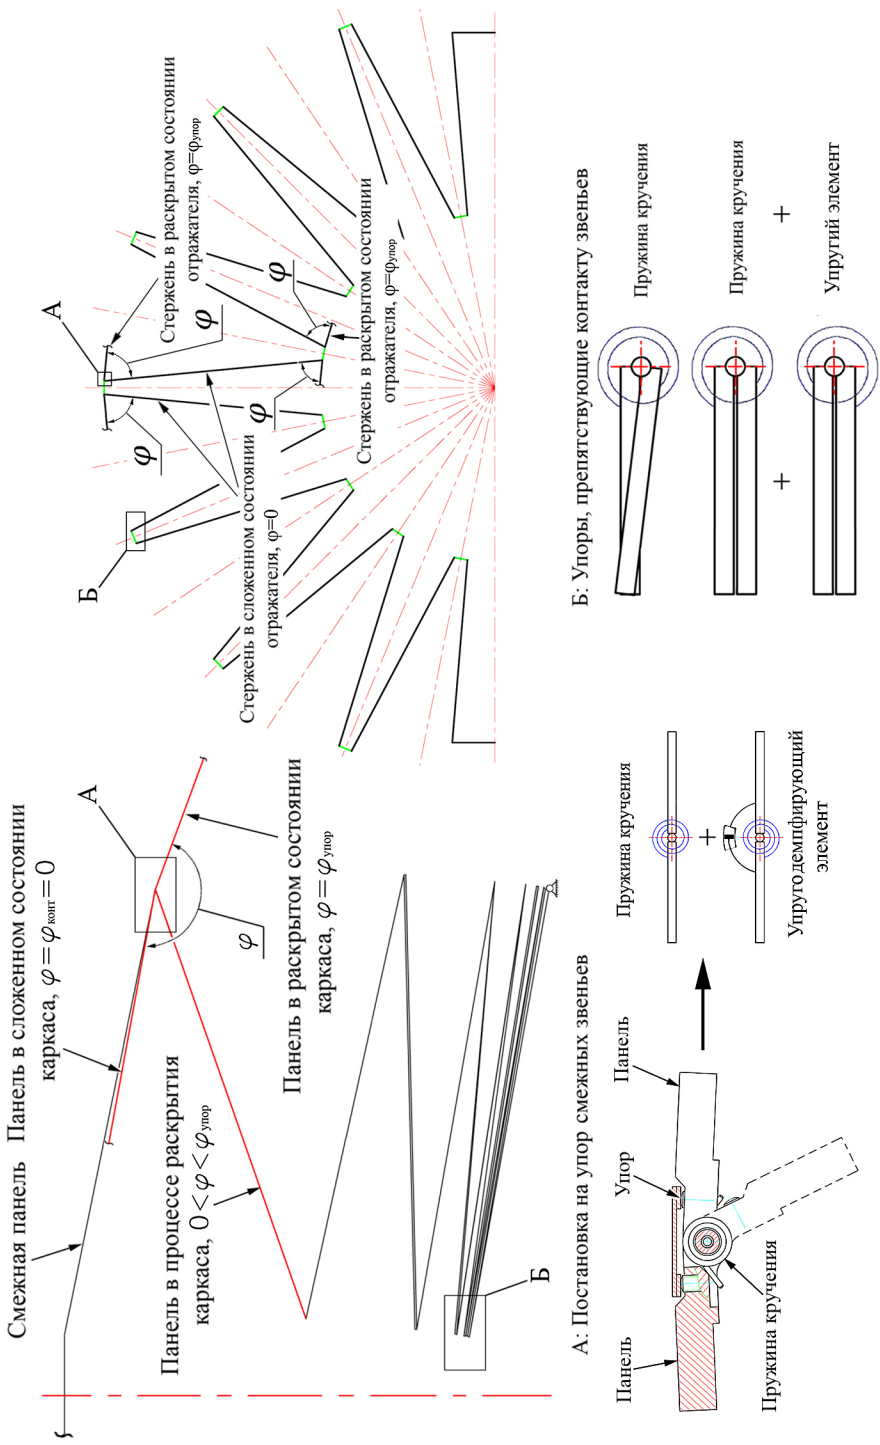 Смежная панель
Панель в сложенном состоянии
каркаса, φ=φконт=0
А
Панель в процессе раскрытия
каркаса, 0<φ<φупор
φ
Панель в раскрытом состоянии
каркаса, φ=φупор
Б
А
Б
Стержень в раскрытом состоянии
отражателя, φ=φупор
φ
φ
φ
φ
Стержень в сложенном состоянии
отражателя, φ=0
Стержень в раскрытом состоянии
отражателя, φ=φупор
А: Постановка на упор смежных звеньев
Панель
Упор
Панель
Пружина кручения
Пружина кручения
+
Упругодемпфирующий
элемент
Б: Упоры, препятствующие контакту звеньев
Пружина кручения
+
Пружина кручения
+
Упругий элемент